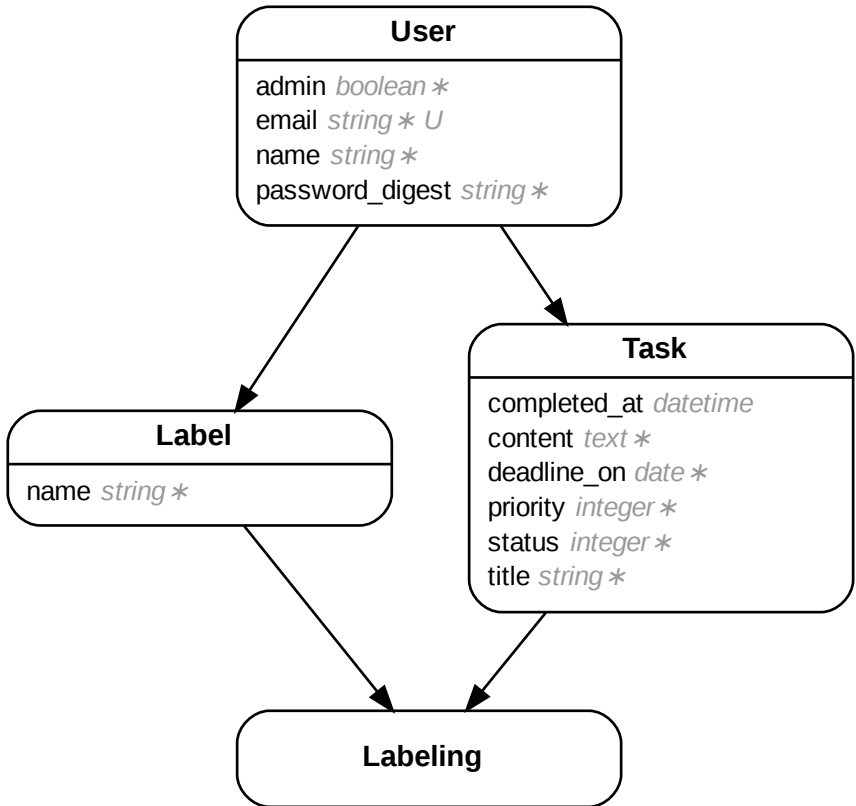 User
admin boolean ∗
email string ∗ U
name string ∗
password_digest string ∗
Task
completed_at datetime
content text ∗
deadline_on date ∗
priority integer ∗
status integer ∗
title string ∗
Label
name string ∗
Labeling